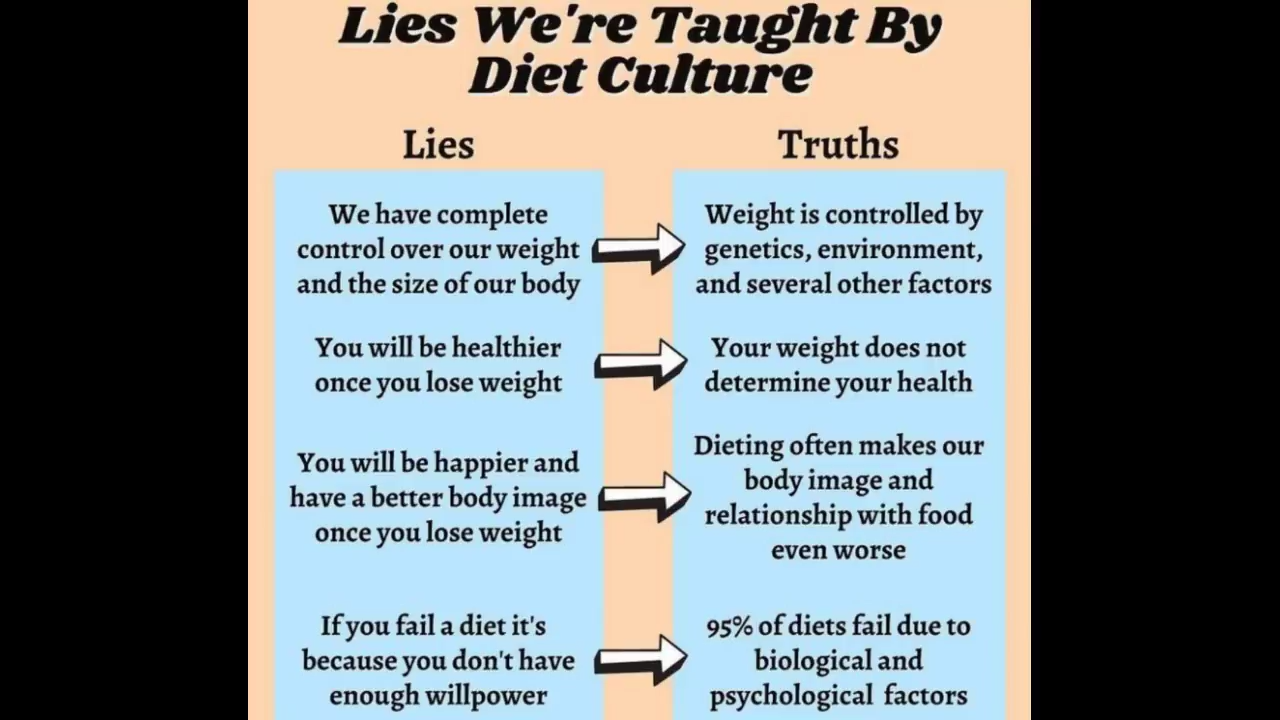 Lies We're Taught By
Diet Culture
Lies
Truths
We have complete
control over our weight
and the size of our body
Weight is controlled by
genetics, environment,
and several other factors
You will be healthier
once you lose weight
Your weight does not
determine your health
You will be happier and
have a better body image
once you lose weight
Dieting often makes our
body image and
relationship with food
even worse
If you fail a diet it's
because you don't have
enough willpower
95% of diets fail due to
biological and
psychological factors